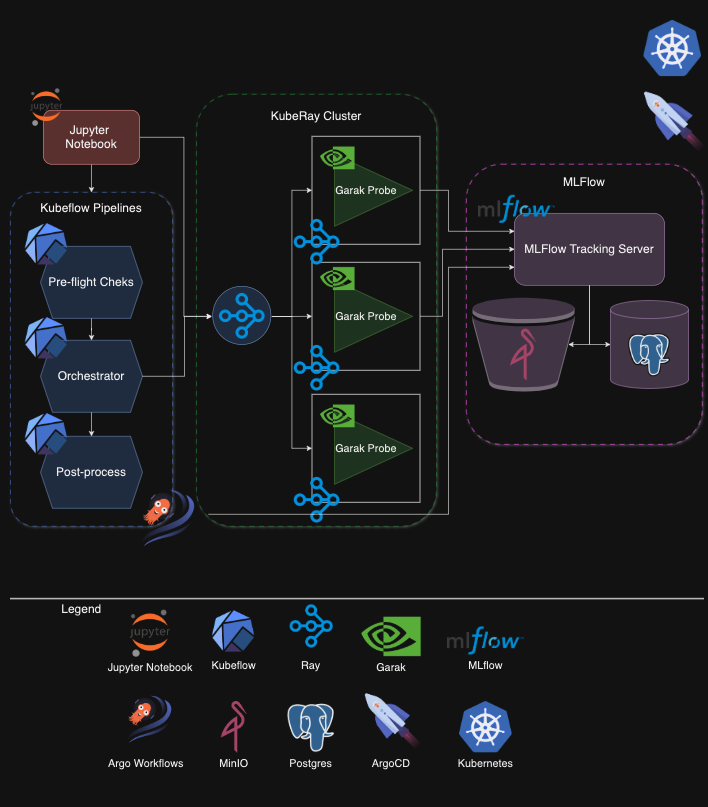 jupyter
Jupyter
Notebook
KubeRay Cluster
Kubeflow Pipelines
Pre-flight Cheks
Orchestrator
Post-process
Garak Probe
Garak Probe
Garak Probe
MLFlow
mlflow
MLFlow Tracking Server
Legend
jupyter
mlflow
Jupyter Notebook
Kubeflow
Ray
Garak
MLflow
Argo Workflows
MinIO
Postgres
ArgoCD
Kubernetes